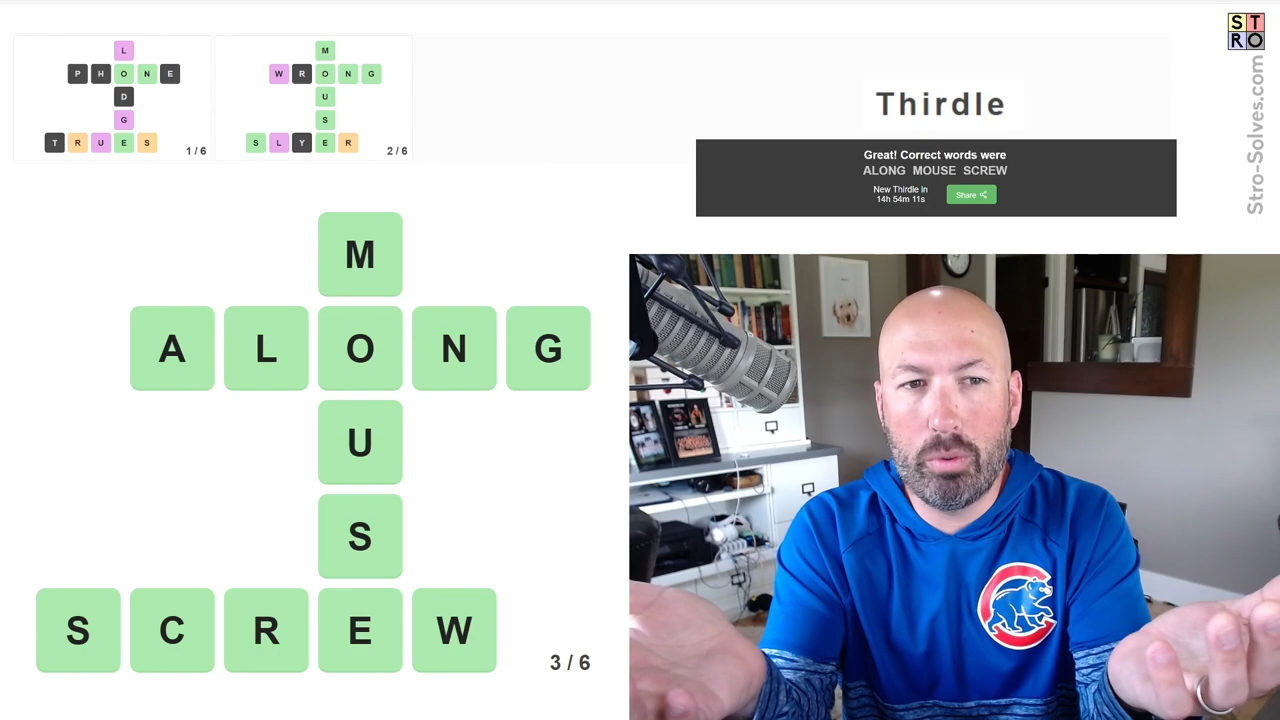 L
P H O N E
D
G
T R U E S
1 / 6
M
W R O N G
U
S
S L Y E R
2 / 6
Thirdle
Great! Correct words were
ALONG MOUSE SCREW
New Thirdle in
14h 54m 11s
Share
S T
R O
Stro-Solves.com
M
A L O N G
U
S
S C R E W
3 / 6